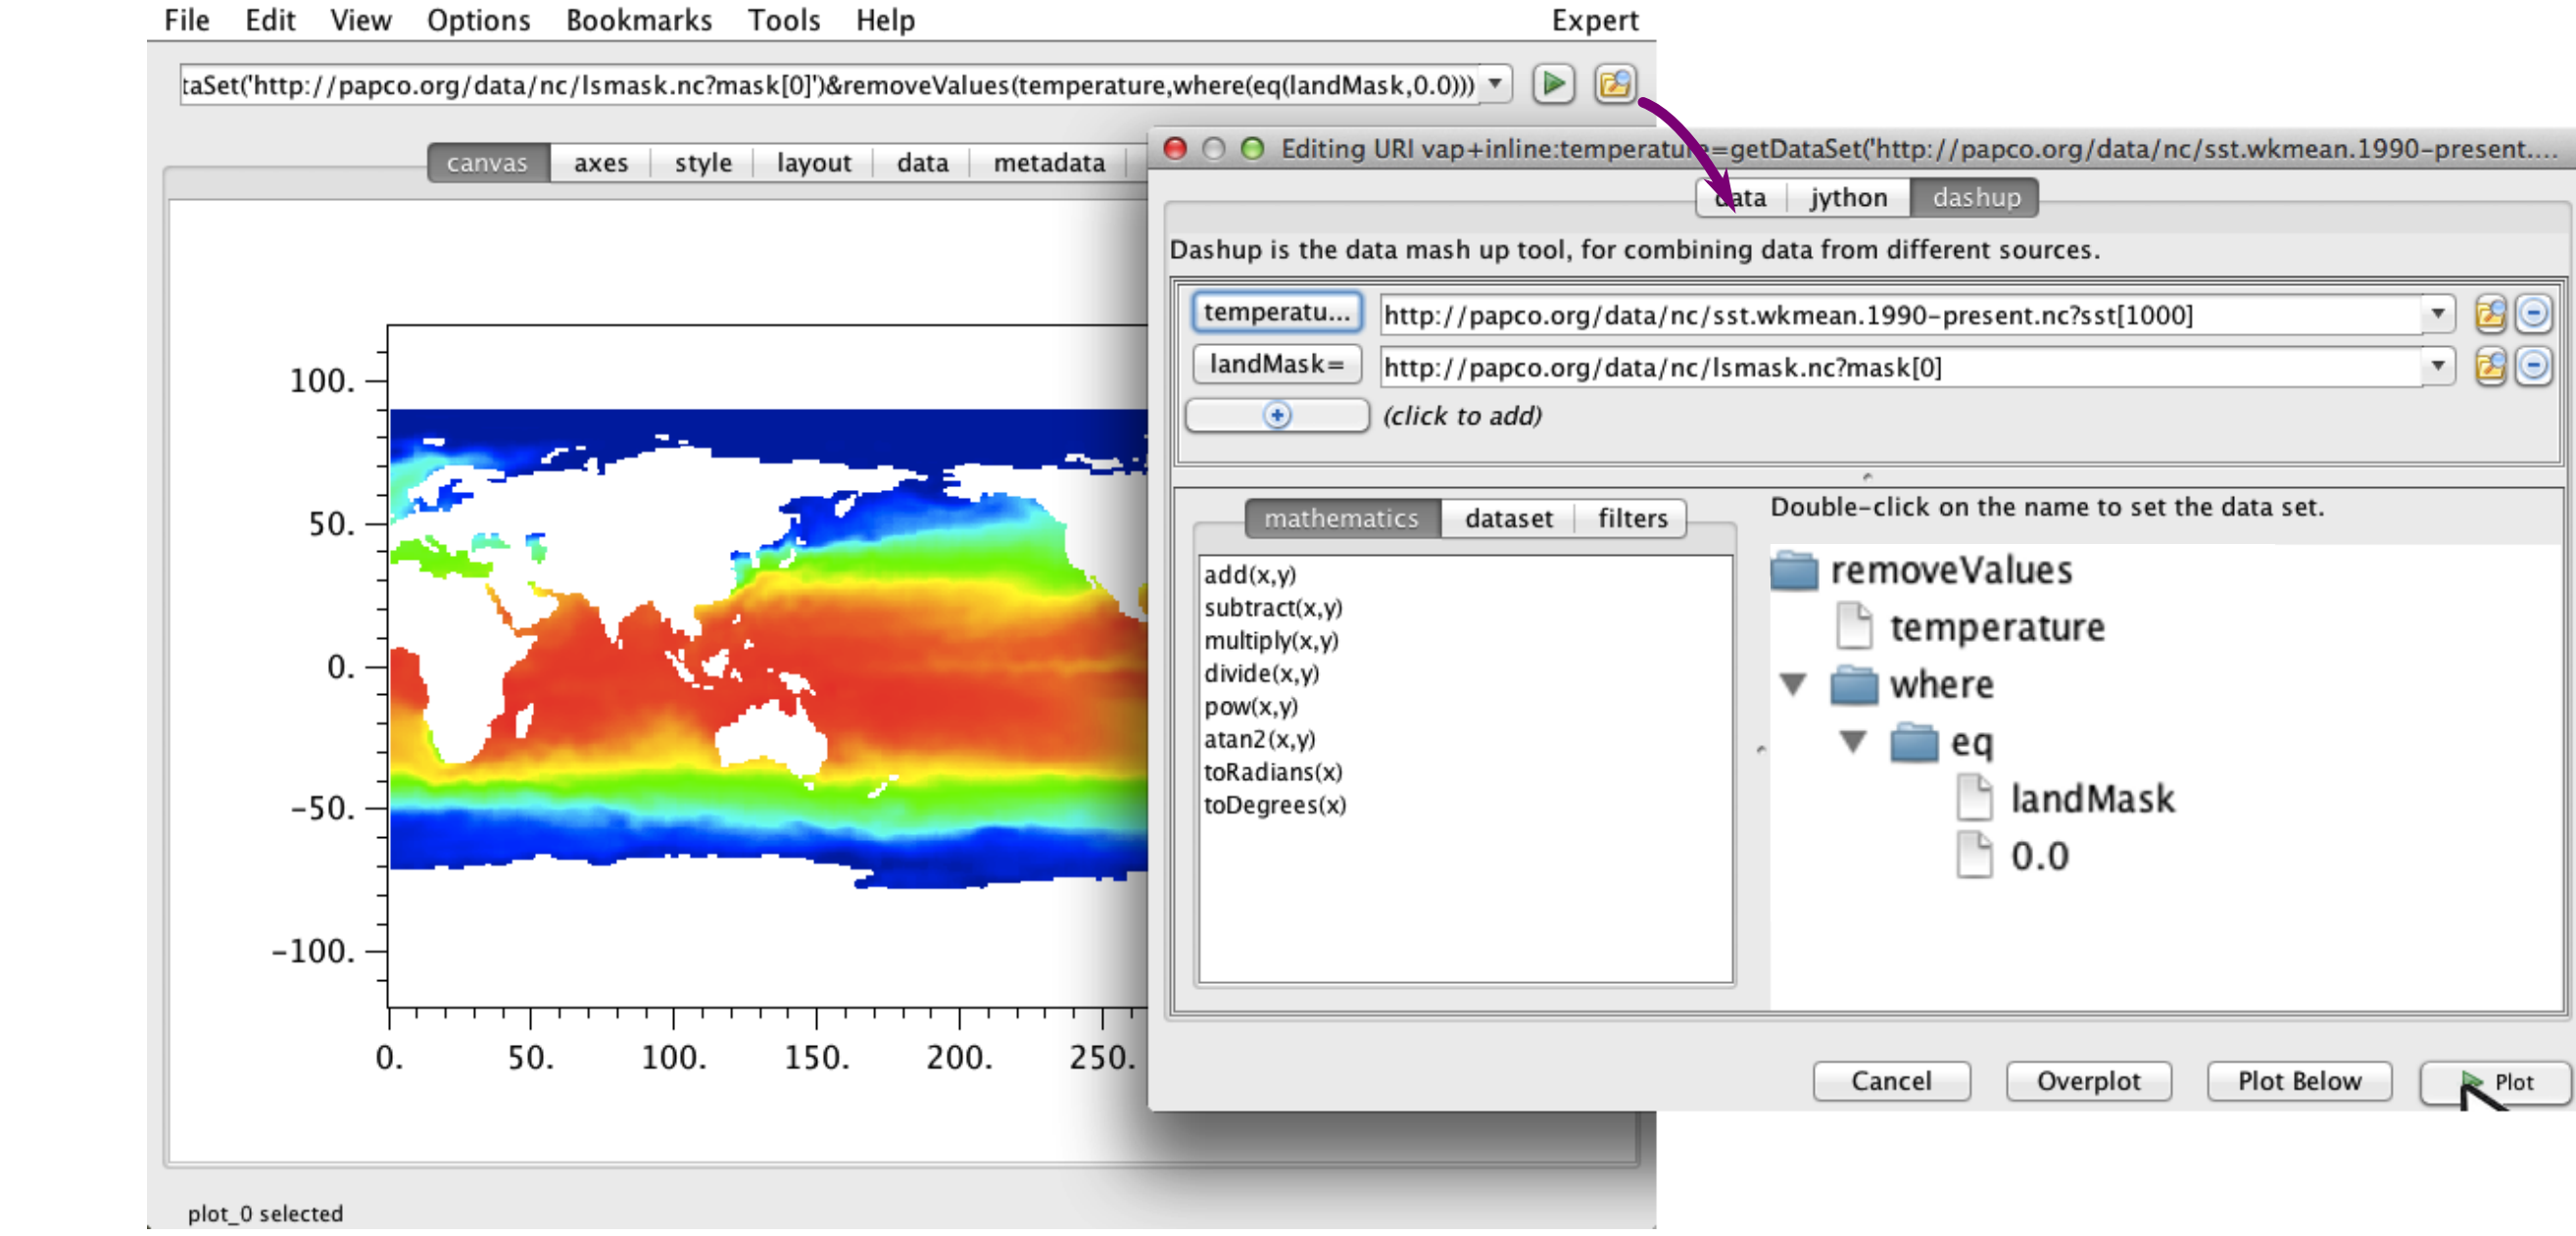 File Edit View Options Bookmarks Tools Help Expert
taSet('http://papco.org/data/nc/lsmask.nc?mask[0]')&removeValues(temperature,where(eq(landMask,0.0)))
canvas axes style layout data metadata
100.
50.
0.
-50.
-100.
0. 50. 100. 150. 200. 250.
plot_0 selected
Editing URI vap+inline:temperature=getDataSet('http://papco.org/data/nc/sst.wkmean.1990-present....
data jython dashup
Dashup is the data mash up tool, for combining data from different sources.
temperatu... http://papco.org/data/nc/sst.wkmean.1990-present.nc?sst[1000]
landMask= http://papco.org/data/nc/lsmask.nc?mask[0]
(click to add)
mathematics dataset filters
add(x,y)
subtract(x,y)
multiply(x,y)
divide(x,y)
pow(x,y)
atan2(x,y)
toRadians(x)
toDegrees(x)
Double-click on the name to set the data set.
removeValues
temperature
where
eq
landMask
0.0
Cancel Overplot Plot Below Plot